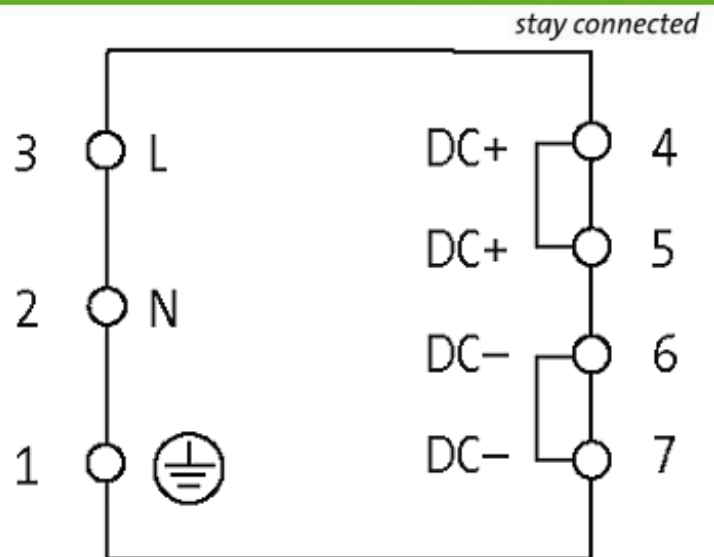 stay connected
3 L DC+ 4
DC+ 5
2 N
DC– 6
1 DC– 7